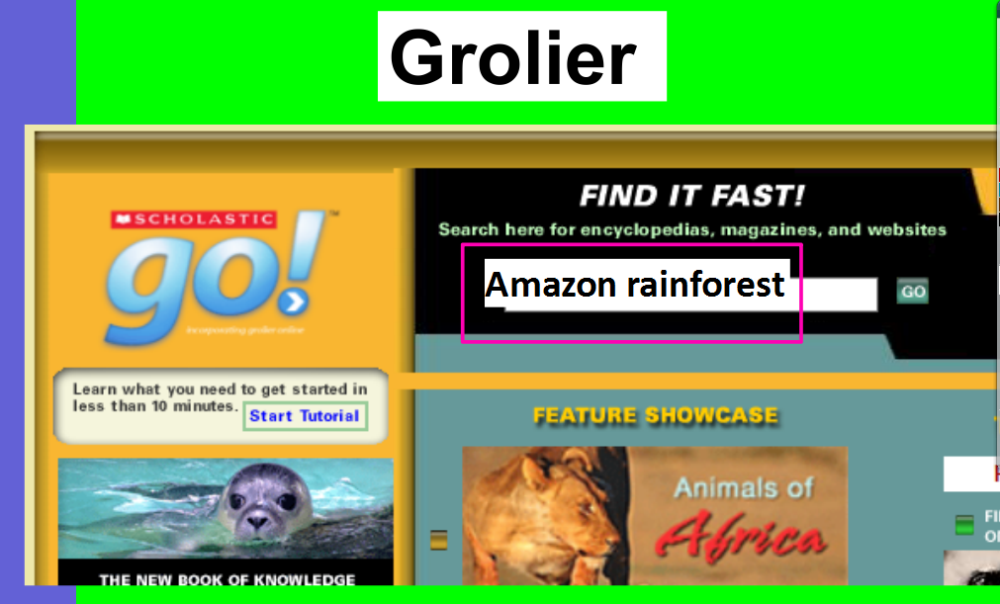 Grolier
SCHOLASTIC
go!™
incorporating grolier online
FIND IT FAST!
Search here for encyclopedias, magazines, and websites
Amazon rainforest
GO
Learn what you need to get started in
less than 10 minutes. Start Tutorial
FEATURE SHOWCASE
Animals of
Africa
THE NEW BOOK OF KNOWLEDGE